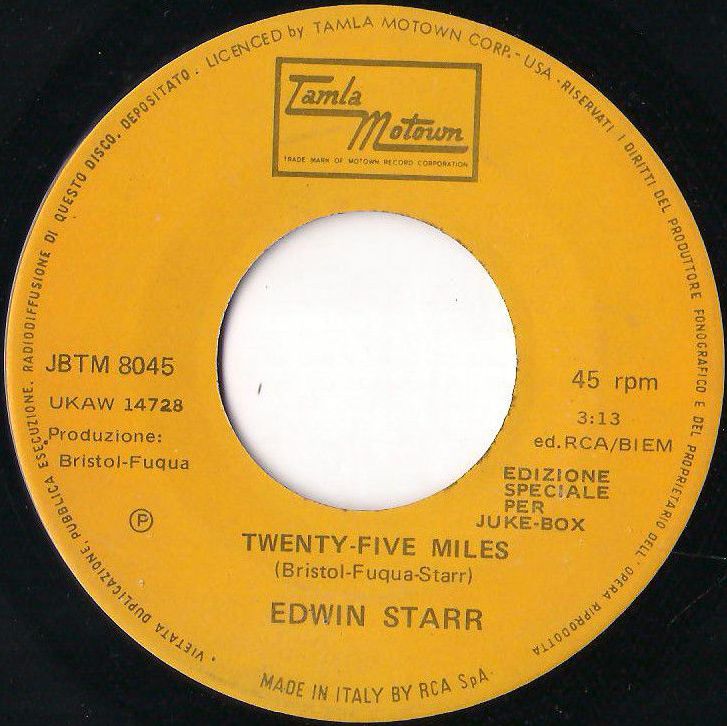 • VIETATA DUPLICAZIONE, PUBBLICA ESECUZIONE, RADIODIFFUSIONE DI QUESTO DISCO. DEPOSITATO. LICENCED by TAMLA MOTOWN CORP. - USA - RISERVATI I DIRITTI DEL PRODUTTORE FONOGRAFICO E DEL PROPRIETARIO DELL'OPERA RIPRODOTTA
Tamla
Motown
TRADE MARK OF MOTOWN RECORD CORPORATION
JBTM 8045
UKAW 14728
Produzione:
Bristol-Fuqua
Ⓟ
45 rpm
3:13
ed.RCA/BIEM
EDIZIONE
SPECIALE
PER
JUKE-BOX
TWENTY-FIVE MILES
(Bristol-Fuqua-Starr)
EDWIN STARR
MADE IN ITALY BY RCA SpA.